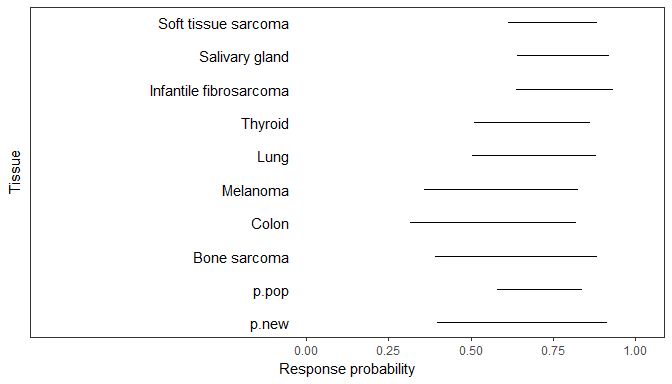 Soft tissue sarcoma
Salivary gland
Infantile fibrosarcoma
Thyroid
Lung
Melanoma
Colon
Bone sarcoma
p.pop
p.new
Tissue
0.00 0.25 0.50 0.75 1.00
Response probability